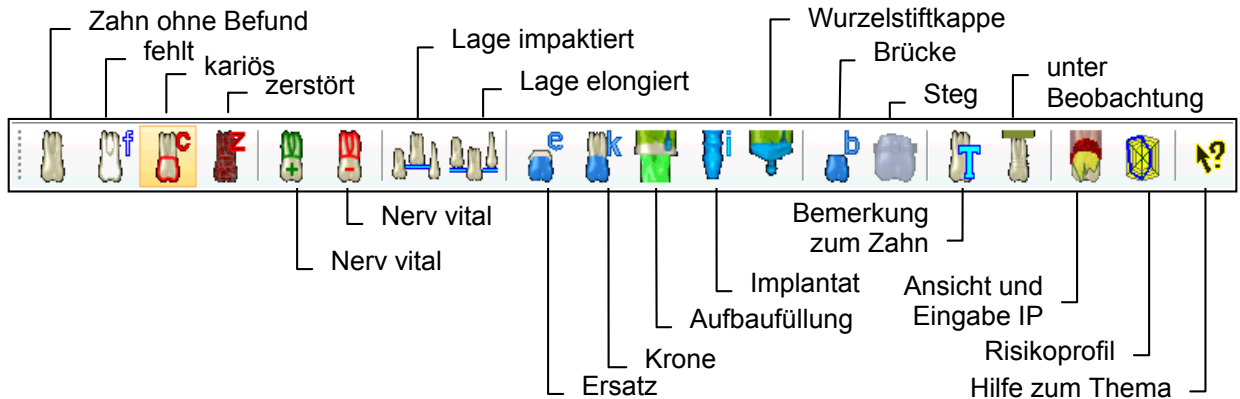 Zahn ohne Befund
fehlt
kariös
zerstört
Lage impaktiert
Lage elongiert
Wurzelstiftkappe
Brücke
Steg
unter
Beobachtung
f
c
z
+
-
e
k
i
b
T
?
Nerv vital
Nerv vital
Ersatz
Krone
Aufbaufüllung
Implantat
Bemerkung
zum Zahn
Ansicht und
Eingabe IP
Risikoprofil
Hilfe zum Thema